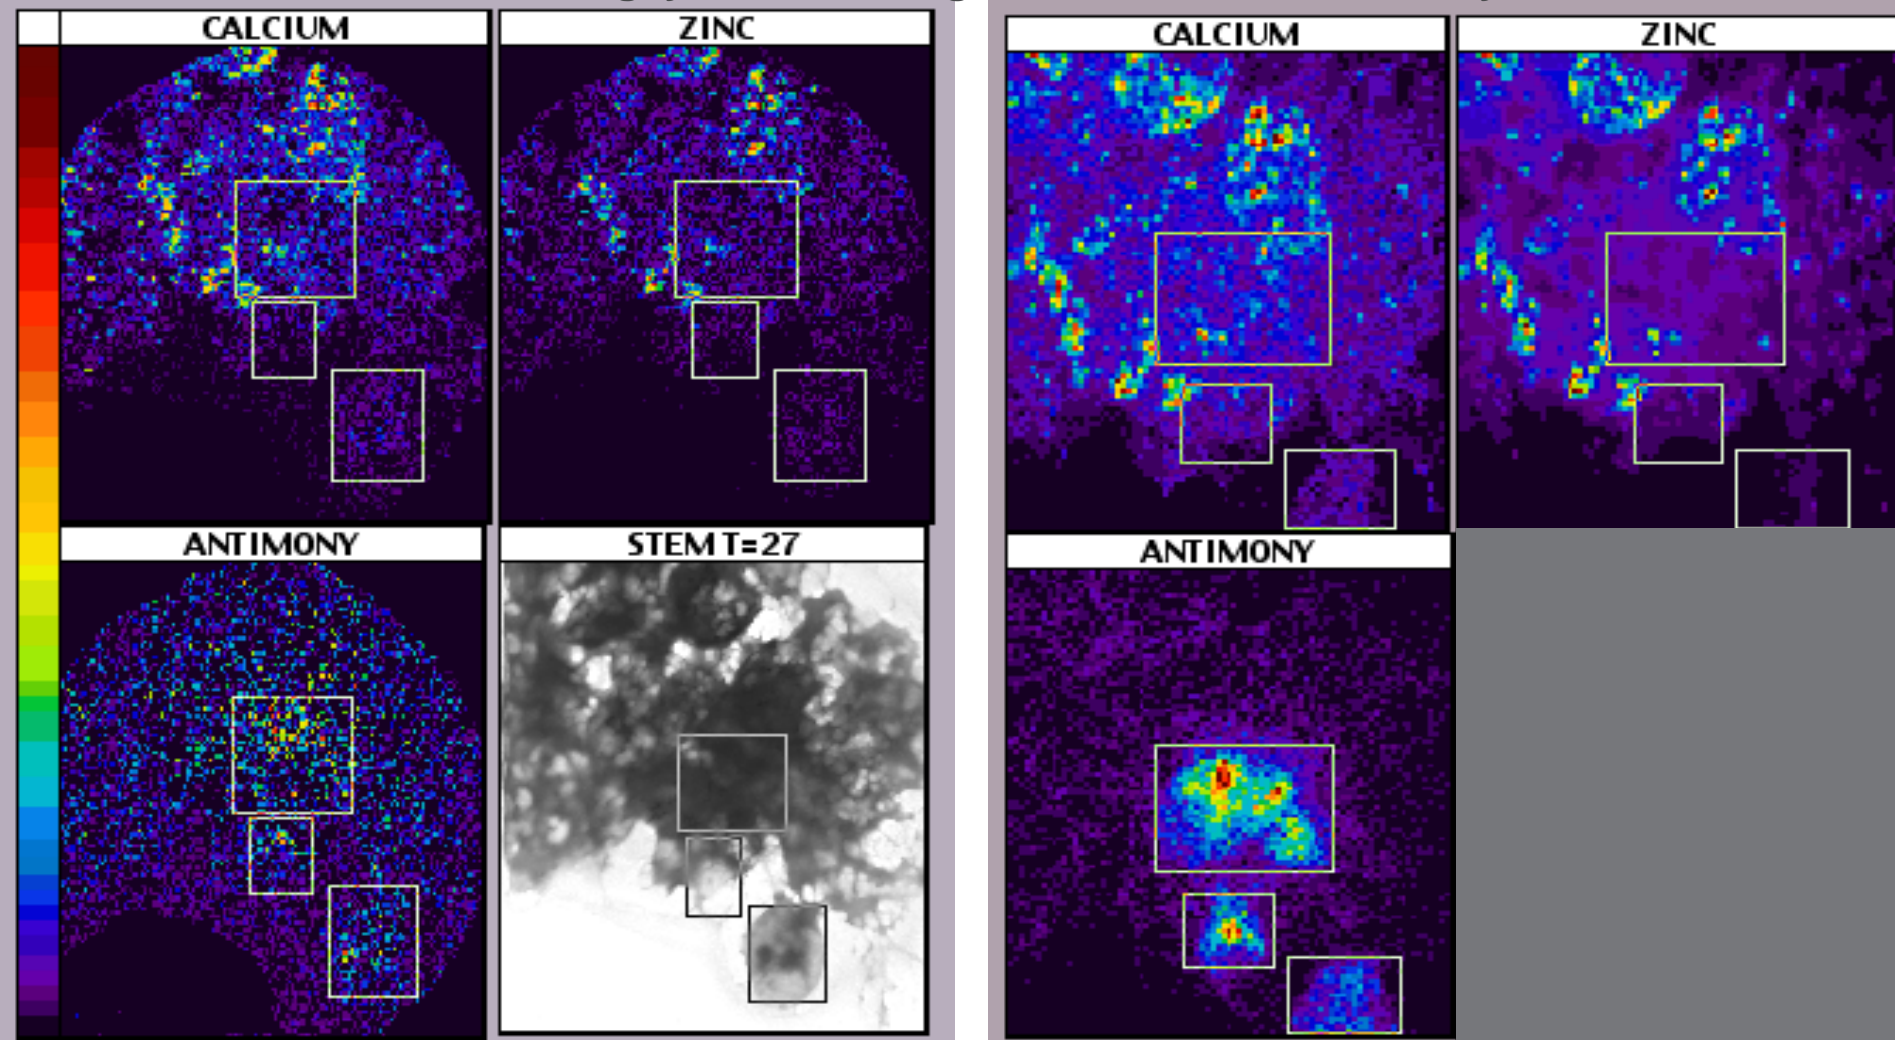 CALCIUM
ZINC
ANTIMONY
STEM T=27
CALCIUM
ZINC
ANTIMONY